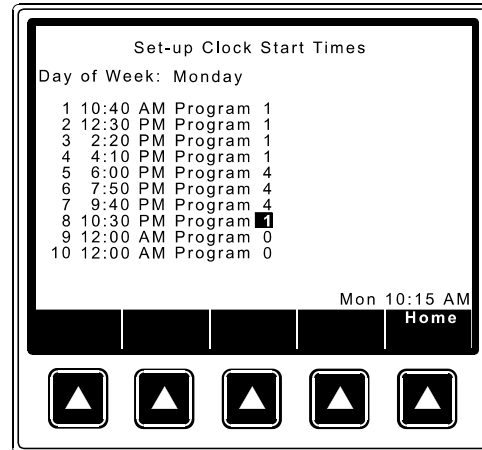 Set-up Clock Start Times
Day of Week: Monday
1 10:40 AM Program 1
2 12:30 PM Program 1
3 2:20 PM Program 1
4 4:10 PM Program 1
5 6:00 PM Program 4
6 7:50 PM Program 4
7 9:40 PM Program 4
8 10:30 PM Program 1
9 12:00 AM Program 0
10 12:00 AM Program 0
Mon 10:15 AM
Home